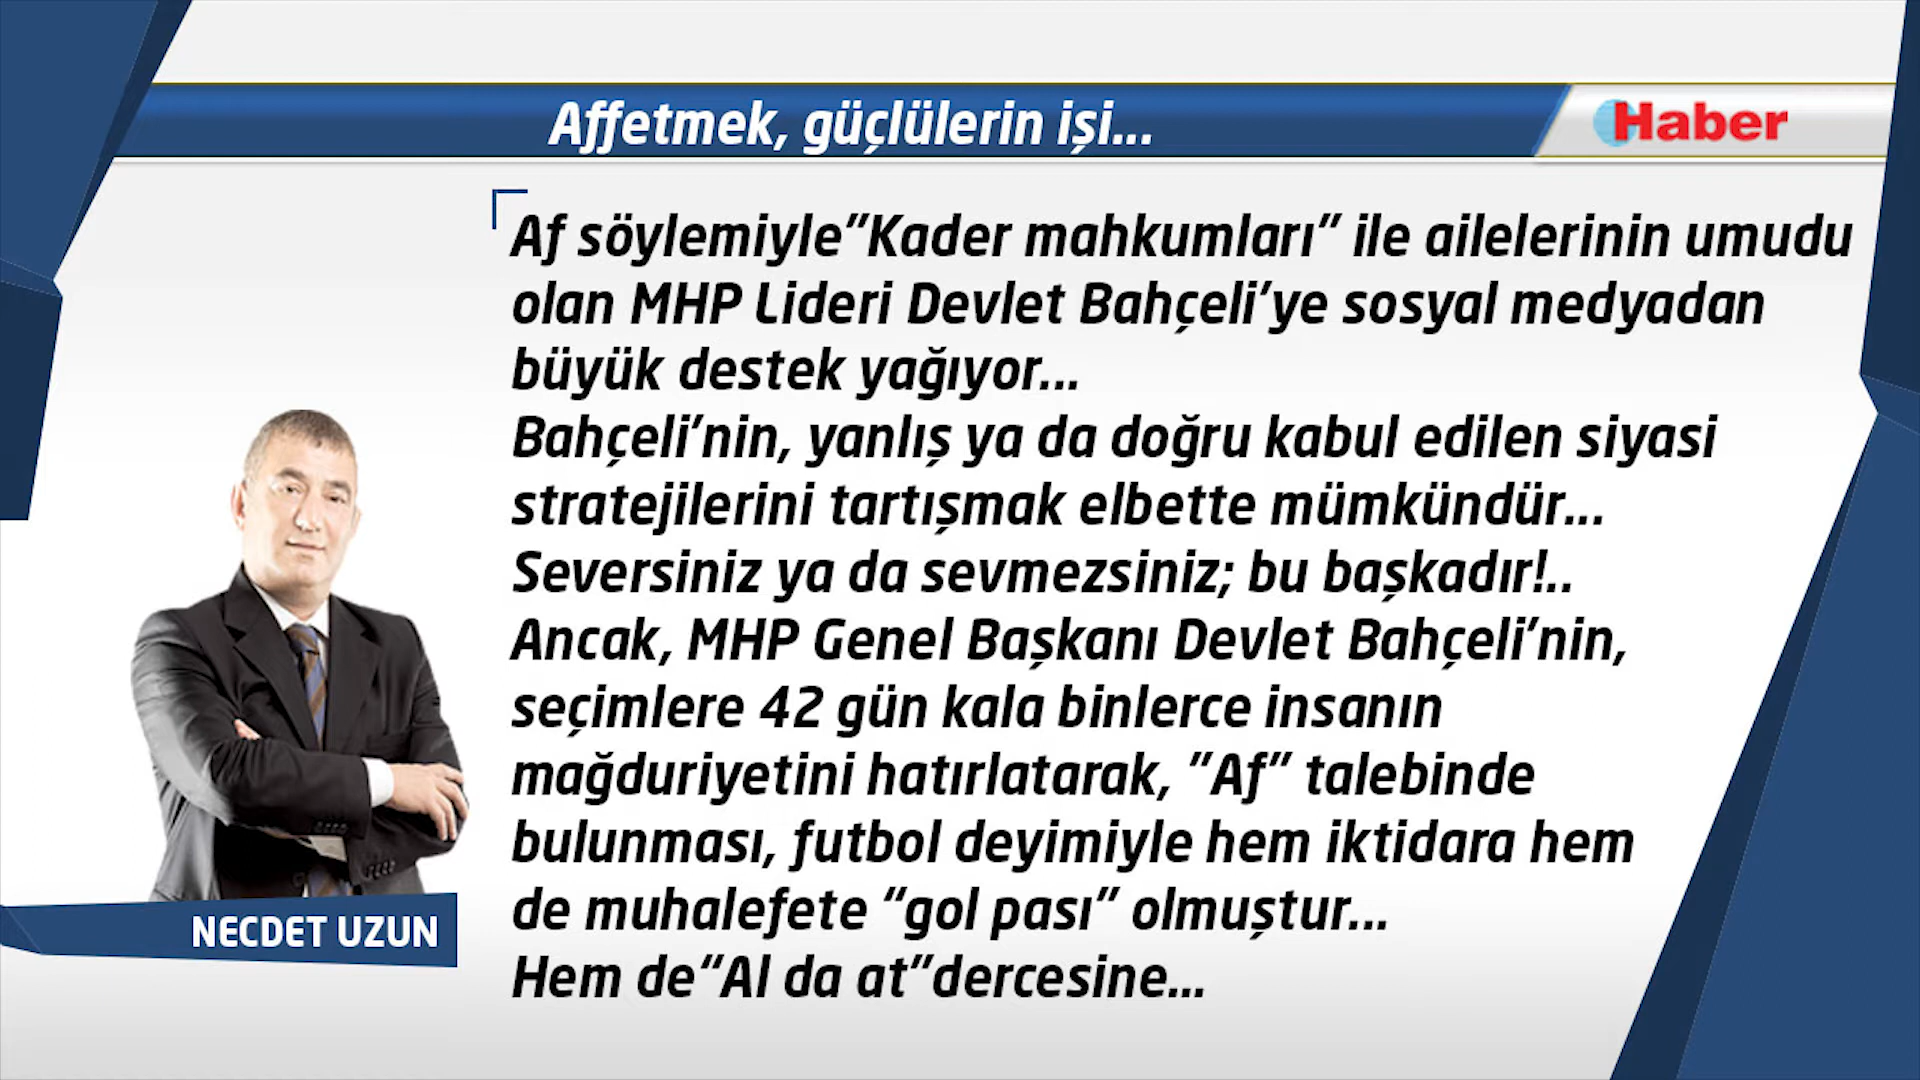 Affetmek, güçlülerin işi...
Haber
Af söylemiyle"Kader mahkumları" ile ailelerinin umudu
olan MHP Lideri Devlet Bahçeli'ye sosyal medyadan
büyük destek yağıyor...
Bahçeli'nin, yanlış ya da doğru kabul edilen siyasi
stratejilerini tartışmak elbette mümkündür...
Seversiniz ya da sevmezsiniz; bu başkadır!..
Ancak, MHP Genel Başkanı Devlet Bahçeli'nin,
seçimlere 42 gün kala binlerce insanın
mağduriyetini hatırlatarak, "Af" talebinde
bulunması, futbol deyimiyle hem iktidara hem
de muhalefete "gol pası" olmuştur...
Hem de"Al da at"dercesine...
NECDET UZUN